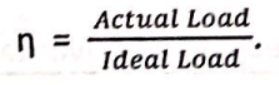 η = Actual Load / Ideal Load.